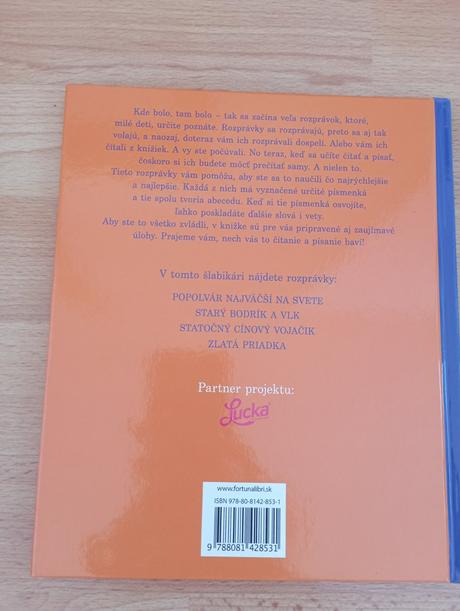 Kde bolo, tam bolo – tak sa začína veľa rozprávok, ktoré,
milé deti, určite poznáte. Rozprávky sa rozprávajú, preto sa aj tak
volajú, a naozaj, doteraz vám ich rozprávali dospelí. Alebo vám ich
čítali z knižiek. A vy ste počúvali. No teraz, keď sa učíte čítať a písať,
čoskoro si ich budete môcť prečítať samy. A nielen to.
Tieto rozprávky vám pomôžu, aby ste sa to naučili čo najrýchlejšie
a najlepšie. Každá z nich má vyznačené určité písmenká
a tie spolu tvoria abecedu. Keď si tie písmenká osvojíte,
ľahko poskladáte ďalšie slová i vety.
Aby ste to všetko zvládli, v knižke sú pre vás pripravené aj zaujímavé
úlohy. Prajeme vám, nech vás to čítanie a písanie baví!
V tomto šlabikári nájdete rozprávky:
POPOLVÁR NAJVÄČŠÍ NA SVETE
STARÝ BODRÍK A VLK
STATOČNÝ CÍNOVÝ VOJAČIK
ZLATÁ PRIADKA
Partner projektu:
Lucka
www.fortunalibri.sk
ISBN 978-80-8142-853-1
9 788081 428531